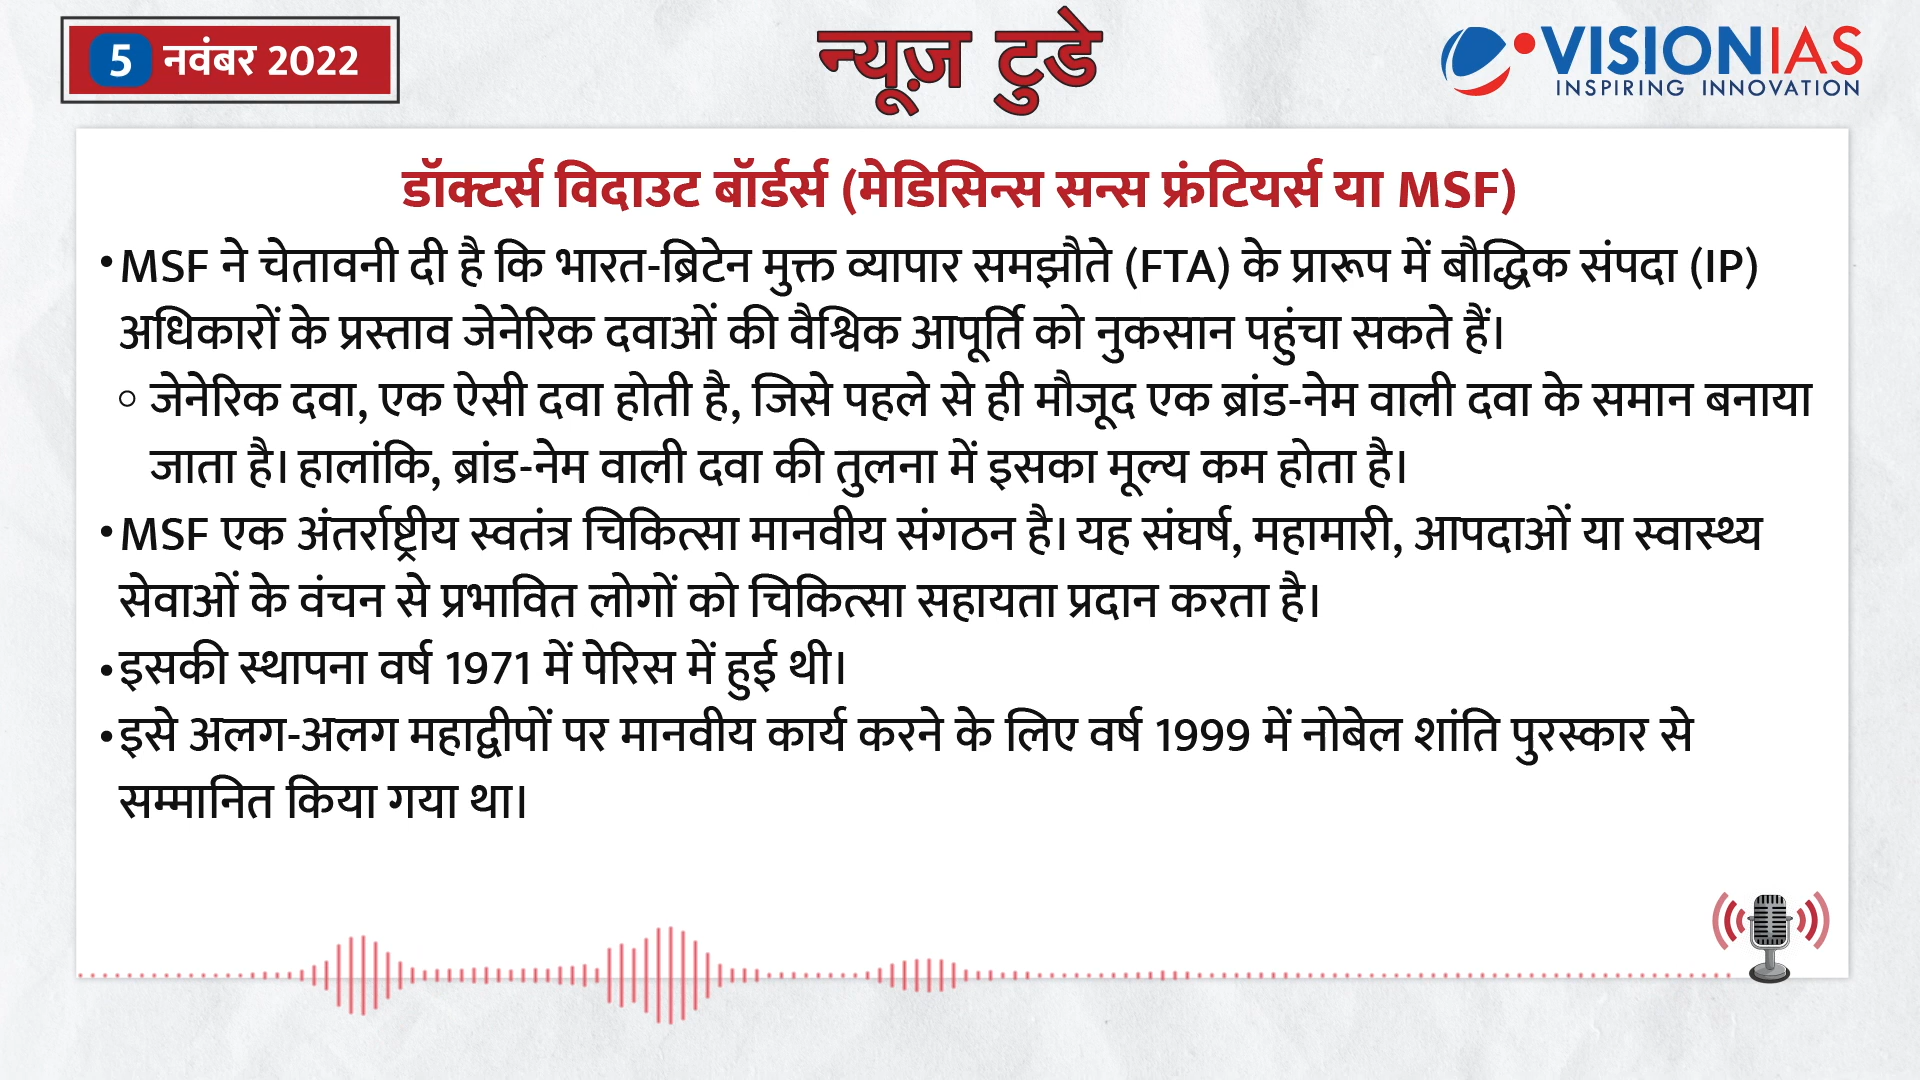 5 नवंबर 2022
न्यूज़ टुडे
VISIONIAS
INSPIRING INNOVATION
डॉक्टर्स विदाउट बॉर्डर्स (मेडिसिन्स सन्स फ्रंटियर्स या MSF)
•MSF ने चेतावनी दी है कि भारत-ब्रिटेन मुक्त व्यापार समझौते (FTA) के प्रारूप में बौद्धिक संपदा (IP)
अधिकारों के प्रस्ताव जेनेरिक दवाओं की वैश्विक आपूर्ति को नुकसान पहुंचा सकते हैं।
○ जेनेरिक दवा, एक ऐसी दवा होती है, जिसे पहले से ही मौजूद एक ब्रांड-नेम वाली दवा के समान बनाया
जाता है। हालांकि, ब्रांड-नेम वाली दवा की तुलना में इसका मूल्य कम होता है।
•MSF एक अंतर्राष्ट्रीय स्वतंत्र चिकित्सा मानवीय संगठन है। यह संघर्ष, महामारी, आपदाओं या स्वास्थ्य
सेवाओं के वंचन से प्रभावित लोगों को चिकित्सा सहायता प्रदान करता है।
•इसकी स्थापना वर्ष 1971 में पेरिस में हुई थी।
•इसे अलग-अलग महाद्वीपों पर मानवीय कार्य करने के लिए वर्ष 1999 में नोबेल शांति पुरस्कार से
सम्मानित किया गया था।